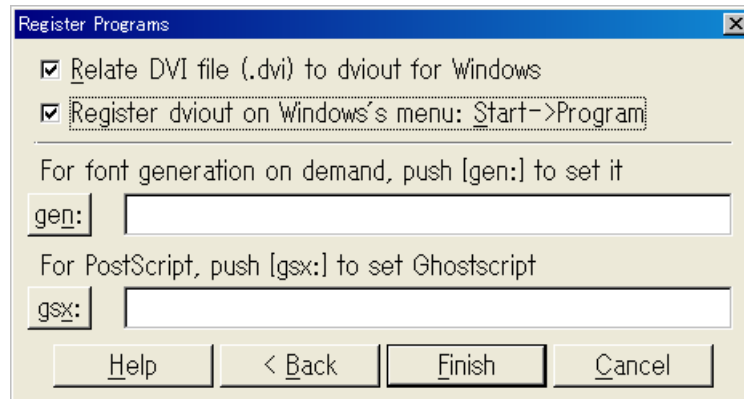 Register Programs
Relate DVI file (.dvi) to dviout for Windows
Register dviout on Windows's menu: Start->Program
For font generation on demand, push [gen:] to set it
gen:
For PostScript, push [gsx:] to set Ghostscript
gsx:
Help < Back Finish Cancel